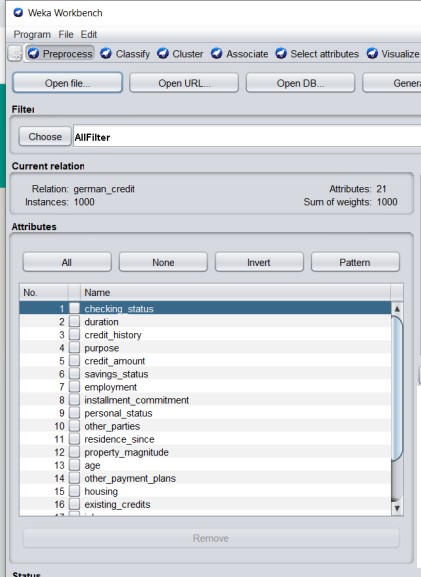 Weka Workbench
Program File Edit
Preprocess Classify Cluster Associate Select attributes Visualize
Open file... Open URL... Open DB... Gener
Filter
Choose AllFilter
Current relation
Relation: german_credit Attributes: 21
Instances: 1000 Sum of weights: 1000
Attributes
All None Invert Pattern
No. Name
1 checking_status
2 duration
3 credit_history
4 purpose
5 credit_amount
6 savings_status
7 employment
8 installment_commitment
9 personal_status
10 other_parties
11 residence_since
12 property_magnitude
13 age
14 other_payment_plans
15 housing
16 existing_credits
17
Remove
Status